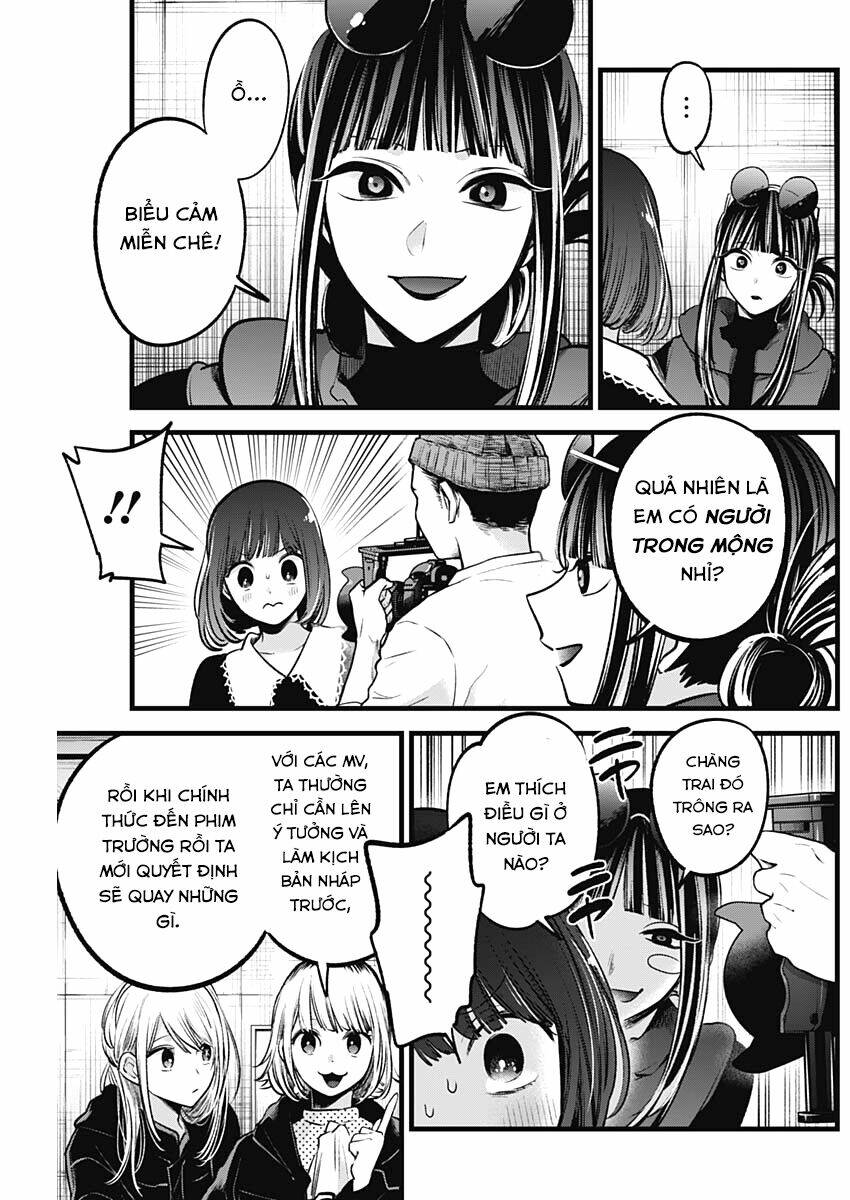 ...
Ồ...
BIỂU CẢM
MIỄN CHÊ!
QUẢ NHIÊN LÀ
EM CÓ NGƯỜI
TRONG MỘNG
NHỈ?
!!
CHÀNG
TRAI ĐÓ
TRÔNG RA
SAO?
EM THÍCH
ĐIỀU GÌ Ở
NGƯỜI TA
NÀO?
VỚI CÁC MV,
TA THƯỜNG
CHỈ CẦN LÊN
Ý TƯỞNG VÀ
LÀM KỊCH
BẢN NHÁP
TRƯỚC,
RỒI KHI CHÍNH
THỨC ĐẾN PHIM
TRƯỜNG RỒI TA
MỚI QUYẾT ĐỊNH
SẼ QUAY NHỮNG
GÌ.